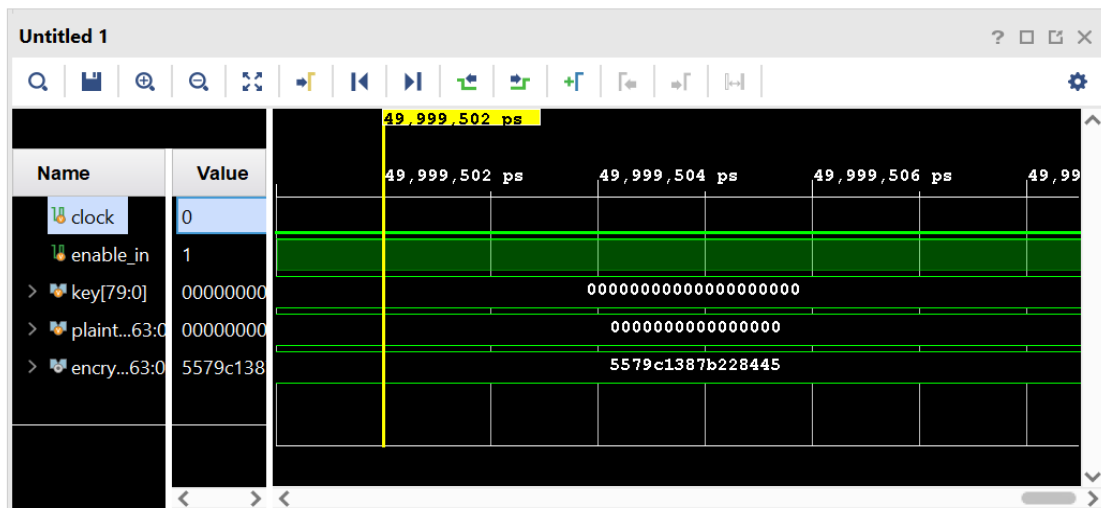 Untitled 1
?
49,999,502 ps
Name Value 49,999,502 ps 49,999,504 ps 49,999,506 ps 49,99
clock 0
enable_in 1
> key[79:0] 00000000 00000000000000000000
> plaint...63:0 00000000 0000000000000000
> encry...63:0 5579c138 5579c1387b228445